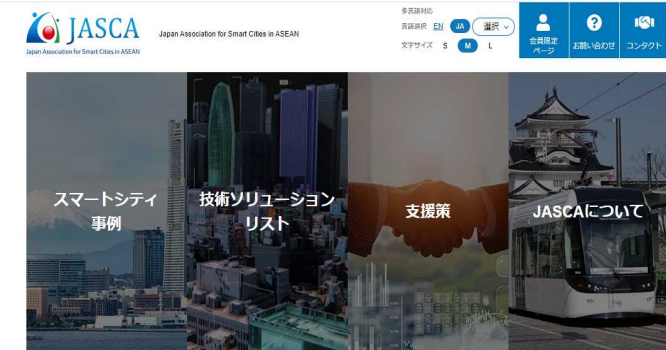 JASCA
Japan Association for Smart Cities in ASEAN
Japan Association for Smart Cities in ASEAN
多言語対応
言語選択 EN JA 選択
文字サイズ S M L
会員限定
ページ
お問い合わせ
コンタクト
スマートシティ
事例
技術ソリューション
リスト
支援策
JASCAについて